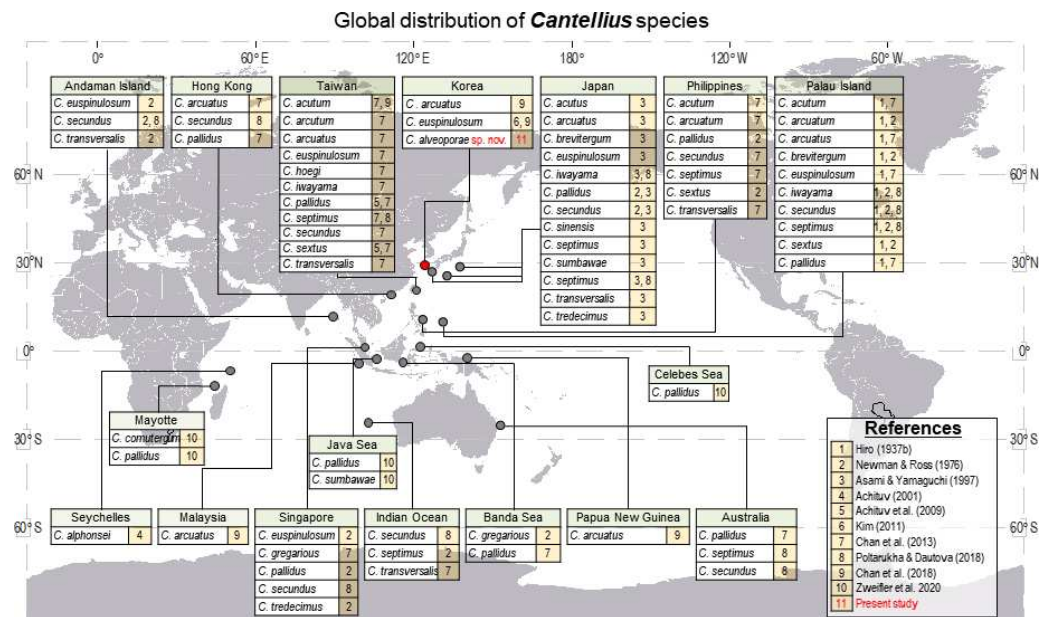 Global distribution of Cantellius species
0° 60°E 120°E 180° 120°W 60°W
Andaman Island
C. euspinulosum 2
C. secundus 2, 8
C. transversalis 2
Hong Kong
C. arcuatus 7
C. secundus 8
C. pallidus 7
Taiwan
C. acutum 7, 9
C. arcutum 7
C. arcuatus 7
C. euspinulosum 7
C. hoegi 7
C. iwayama 7
C. pallidus 5, 7
C. septimus 7, 8
C. secundus 7
C. sextus 5, 7
C. transversalis 7
Korea
C. arcuatus 9
C. euspinulosum 6, 9
C. alveoporae sp. nov. 11
Japan
C. acutus 3
C. arcuatus 3
C. brevitergum 3
C. euspinulosum 3
C. iwayama 3, 8
C. pallidus 2, 3
C. secundus 2, 3
C. sinensis 3
C. septimus 3
C. sumbawae 3
C. septimus 3, 8
C. transversalis 3
C. tredecimus 3
Philippines
C. acutum 7
C. arcuatum 7
C. pallidus 2
C. secundus 7
C. septimus 7
C. sextus 2
C. transversalis 7
Palau Island
C. acutum 1, 7
C. arcutum 1, 2
C. arcuatus 1, 7
C. brevitergum 1, 2
C. euspinulosum 1, 7
C. iwayama 1, 2, 8
C. secundus 1, 2, 8
C. septimus 1, 2, 8
C. sextus 1, 2
C. pallidus 1, 7
60°N 60°N
30°N 30°N
0° 0°
30°S 30°S
60°S 60°S
Celebes Sea
C. pallidus 10
Mayotte
C. cornutergum 10
C. pallidus 10
Java Sea
C. pallidus 10
C. sumbawae 10
Seychelles
C. alphonsei 4
Malaysia
C. arcuatus 9
Singapore
C. euspinulosum 2
C. gregarious 7
C. pallidus 2
C. secundus 8
C. tredecimus 2
Indian Ocean
C. secundus 8
C. septimus 2
C. transversalis 7
Banda Sea
C. gregarious 2
C. pallidus 7
Papua New Guinea
C. arcuatus 9
Australia
C. pallidus 7
C. septimus 8
C. secundus 8
References
1 Hiro (1937b)
2 Newman & Ross (1976)
3 Asami & Yamaguchi (1997)
4 Achituv (2001)
5 Achituv et al. (2009)
6 Kim (2011)
7 Chan et al. (2013)
8 Poltarukha & Dautova (2018)
9 Chan et al. (2018)
10 Zweifler et al. 2020
11 Present study